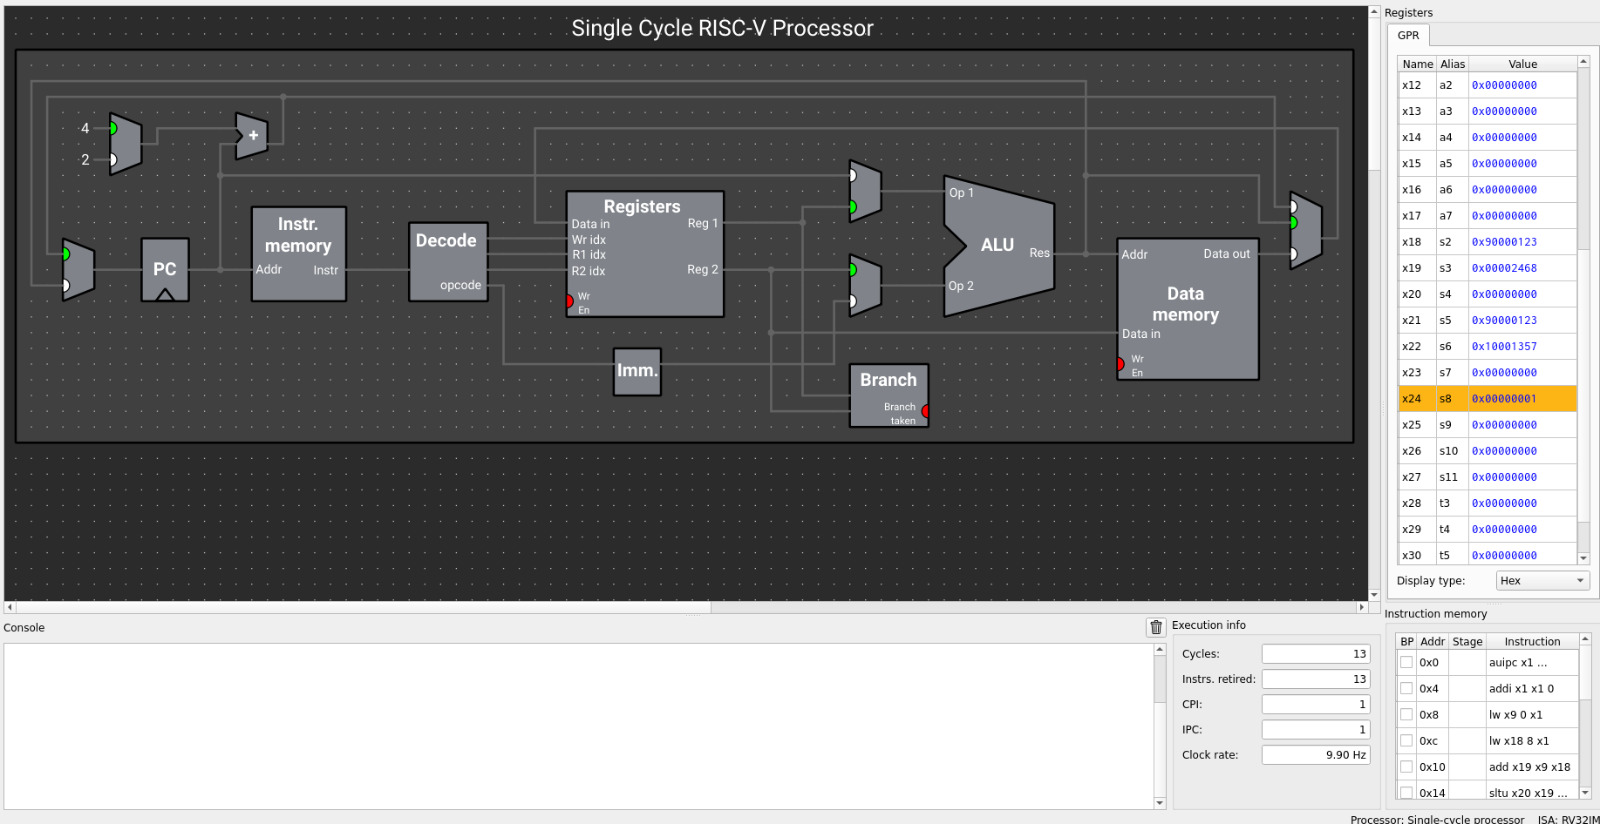 Single Cycle RISC-V Processor
4
2
+
PC
Instr.
memory
Addr Instr
Decode
opcode
Registers
Data in
Wr idx
R1 idx
R2 idx
Wr
En
Reg 1
Reg 2
Imm.
Op 1
Op 2
ALU
Res
Branch
Branch
taken
Addr
Data out
Data
memory
Data in
Wr
En
Registers
GPR
Name Alias Value
x12 a2 0x00000000
x13 a3 0x00000000
x14 a4 0x00000000
x15 a5 0x00000000
x16 a6 0x00000000
x17 a7 0x00000000
x18 s2 0x90000123
x19 s3 0x00002468
x20 s4 0x00000000
x21 s5 0x90000123
x22 s6 0x10001357
x23 s7 0x00000000
x24 s8 0x00000001
x25 s9 0x00000000
x26 s10 0x00000000
x27 s11 0x00000000
x28 t3 0x00000000
x29 t4 0x00000000
x30 t5 0x00000000
Display type: Hex
Console
Execution info
Cycles: 13
Instrs. retired: 13
CPI: 1
IPC: 1
Clock rate: 9.90 Hz
Instruction memory
BP Addr Stage Instruction
0x0 auipc x1 ...
0x4 addi x1 x1 0
0x8 lw x9 0 x1
0xc lw x18 8 x1
0x10 add x19 x9 x18
0x14 sltu x20 x19 ...
Processor: Single-cycle processor ISA: RV32IM